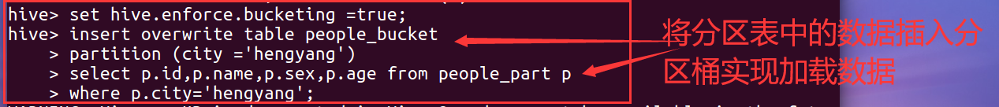 hive> set hive.enforce.bucketing =true;
hive> insert overwrite table people_bucket
    > partition (city ='hengyang')
    > select p.id,p.name,p.sex,p.age from people_part p
    > where p.city='hengyang';
将分区表中的数据插入分
区桶实现加载数据